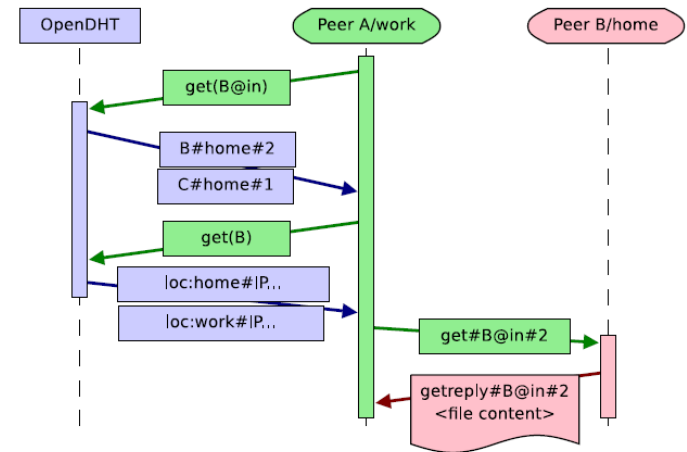 OpenDHT
Peer A/work
Peer B/home
get(B@in)
B#home#2
C#home#1
get(B)
loc:home#IP...
loc:work#IP...
get#B@in#2
getreply#B@in#2
<file content>